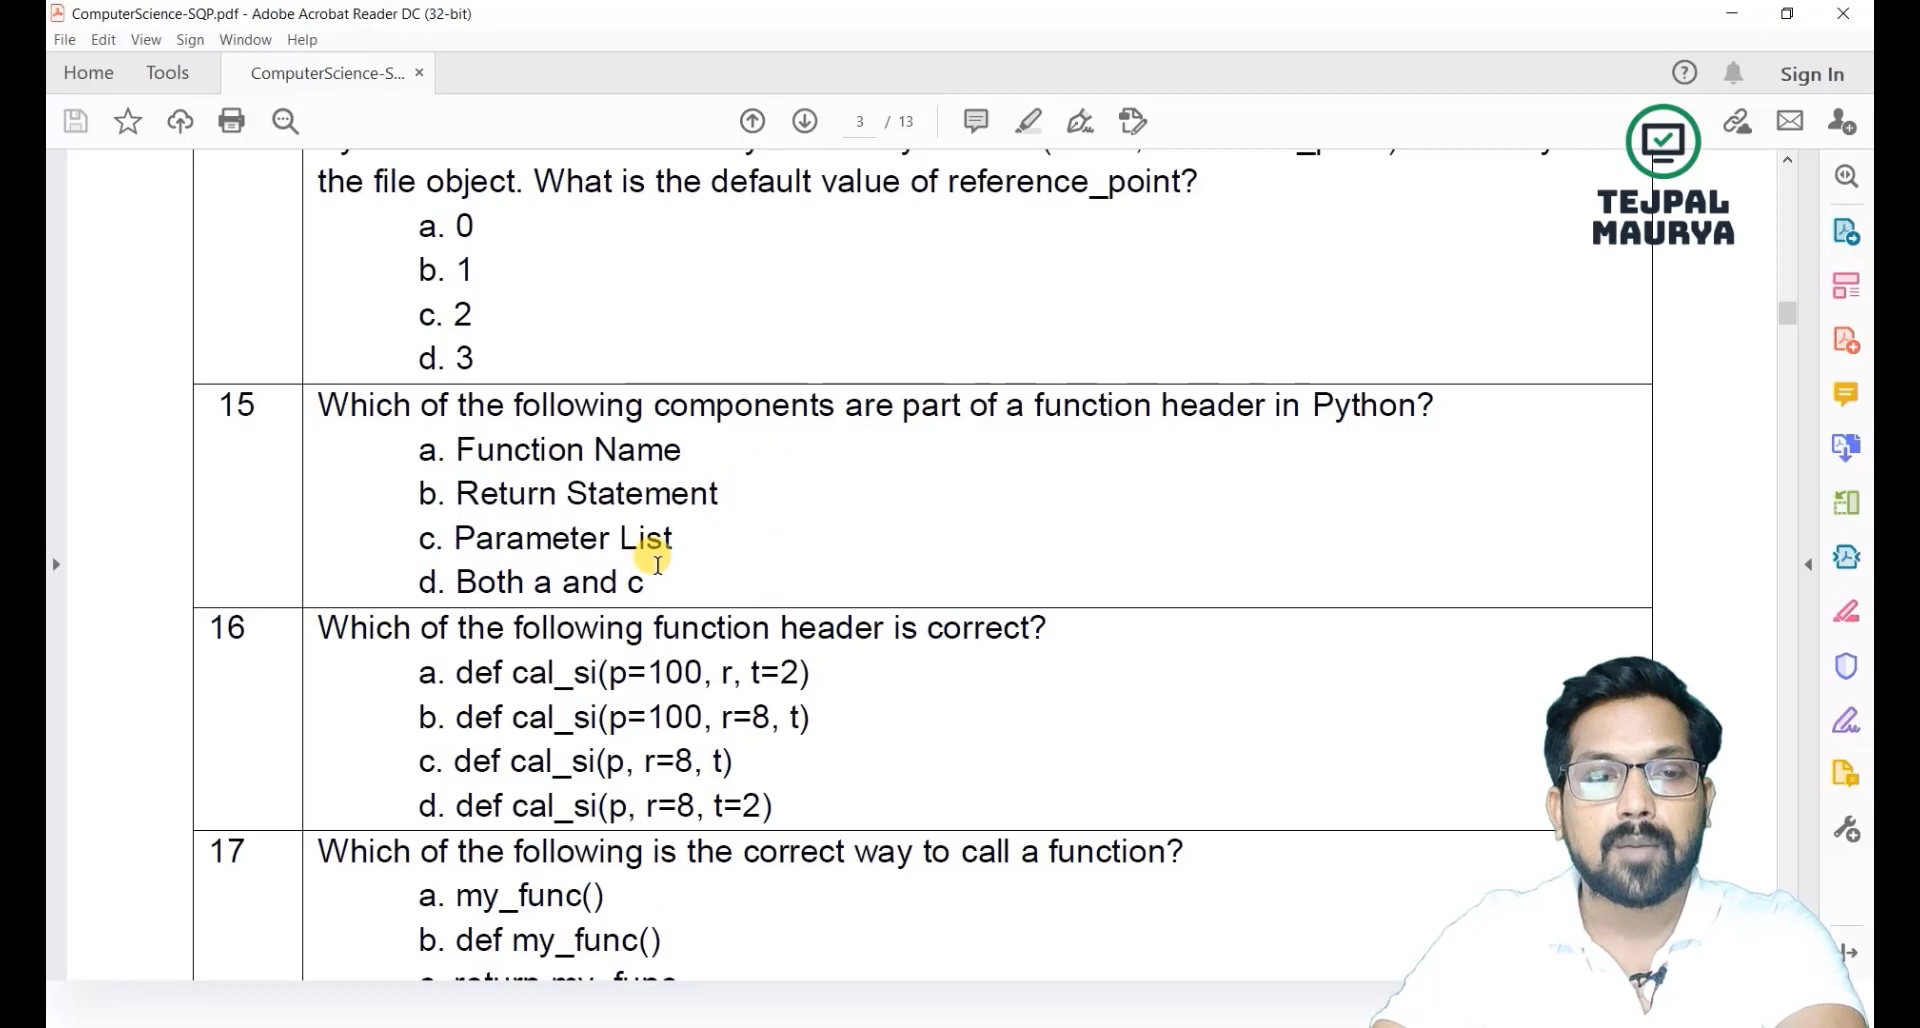 ComputerScience-SQP.pdf - Adobe Acrobat Reader DC (32-bit)
File Edit View Sign Window Help
Home Tools ComputerScience-S... × Sign In
3 / 13
the file object. What is the default value of reference_point?
a. 0
b. 1
c. 2
d. 3
TEJPAL
MAURYA
15 Which of the following components are part of a function header in Python?
a. Function Name
b. Return Statement
c. Parameter List
d. Both a and c
16 Which of the following function header is correct?
a. def cal_si(p=100, r, t=2)
b. def cal_si(p=100, r=8, t)
c. def cal_si(p, r=8, t)
d. def cal_si(p, r=8, t=2)
17 Which of the following is the correct way to call a function?
a. my_func()
b. def my_func()
c. return my_func